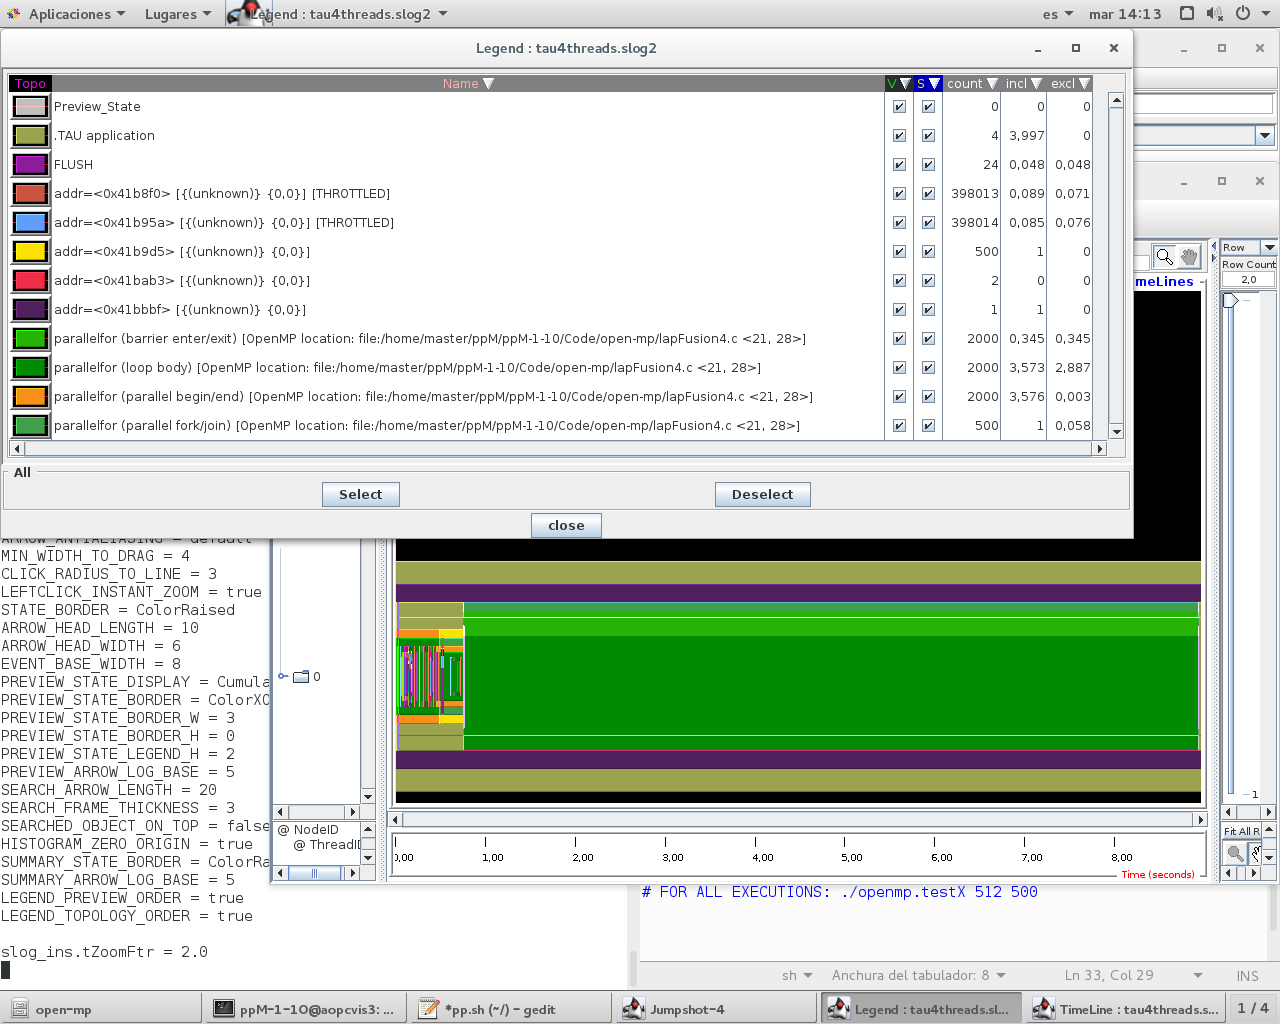 Aplicaciones Lugares Legend : tau4threads.slog2 es mar 14:13
Legend : tau4threads.slog2
Topo Name V S count incl excl
Preview_State 0 0 0
.TAU application 4 3,997 0
FLUSH 24 0,048 0,048
addr=<0x41b8f0> [{(unknown)} {0,0}] [THROTTLED] 398013 0,089 0,071
addr=<0x41b95a> [{(unknown)} {0,0}] [THROTTLED] 398014 0,085 0,076
addr=<0x41b9d5> [{(unknown)} {0,0}] 500 1 0
addr=<0x41bab3> [{(unknown)} {0,0}] 2 0 0
addr=<0x41bbbf> [{(unknown)} {0,0}] 1 1 0
parallelfor (barrier enter/exit) [OpenMP location: file:/home/master/ppM/ppM-1-10/Code/open-mp/lapFusion4.c <21, 28>] 2000 0,345 0,345
parallelfor (loop body) [OpenMP location: file:/home/master/ppM/ppM-1-10/Code/open-mp/lapFusion4.c <21, 28>] 2000 3,573 2,887
parallelfor (parallel begin/end) [OpenMP location: file:/home/master/ppM/ppM-1-10/Code/open-mp/lapFusion4.c <21, 28>] 2000 3,576 0,003
parallelfor (parallel fork/join) [OpenMP location: file:/home/master/ppM/ppM-1-10/Code/open-mp/lapFusion4.c <21, 28>] 500 1 0,058
All
Select Deselect
close
Row
Row Count
2,0
meLines
1
Fit All R
ARROW_ANTIALIASING = default
MIN_WIDTH_TO_DRAG = 4
CLICK_RADIUS_TO_LINE = 3
LEFTCLICK_INSTANT_ZOOM = true
STATE_BORDER = ColorRaised
ARROW_HEAD_LENGTH = 10
ARROW_HEAD_WIDTH = 6
EVENT_BASE_WIDTH = 8
PREVIEW_STATE_DISPLAY = Cumula
PREVIEW_STATE_BORDER = ColorXO
PREVIEW_STATE_BORDER_W = 3
PREVIEW_STATE_BORDER_H = 0
PREVIEW_STATE_LEGEND_H = 2
PREVIEW_ARROW_LOG_BASE = 5
SEARCH_ARROW_LENGTH = 20
SEARCH_FRAME_THICKNESS = 3
SEARCHED_OBJECT_ON_TOP = false
HISTOGRAM_ZERO_ORIGIN = true
SUMMARY_STATE_BORDER = ColorRa
SUMMARY_ARROW_LOG_BASE = 5
LEGEND_PREVIEW_ORDER = true
LEGEND_TOPOLOGY_ORDER = true
slog_ins.tZoomFtr = 2.0
0
@ NodeID
@ ThreadID
0,00 1,00 2,00 3,00 4,00 5,00 6,00 7,00 8,00
Time (seconds)
# FOR ALL EXECUTIONS: ./openmp.testX 512 500
sh Anchura del tabulador: 8 Ln 33, Col 29 INS
open-mp ppM-1-10@aopcvis3: ... *pp.sh (~/) - gedit Jumpshot-4 Legend : tau4threads.sl... TimeLine : tau4threads.s... 1 / 4